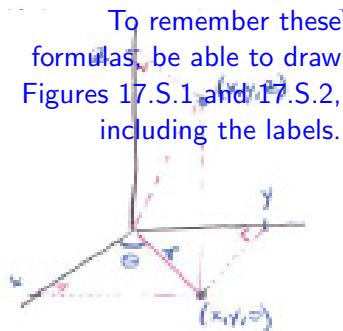 To remember these
formulas, be able to draw
Figures 17.S.1 and 17.S.2,
including the labels.
y
x
θ
r